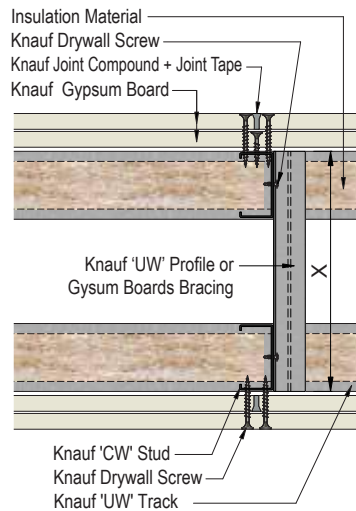 Insulation Material
Knauf Drywall Screw
Knauf Joint Compound + Joint Tape
Knauf Gypsum Board
Knauf 'UW' Profile or
Gysum Boards Bracing
X
Knauf 'CW' Stud
Knauf Drywall Screw
Knauf 'UW' Track